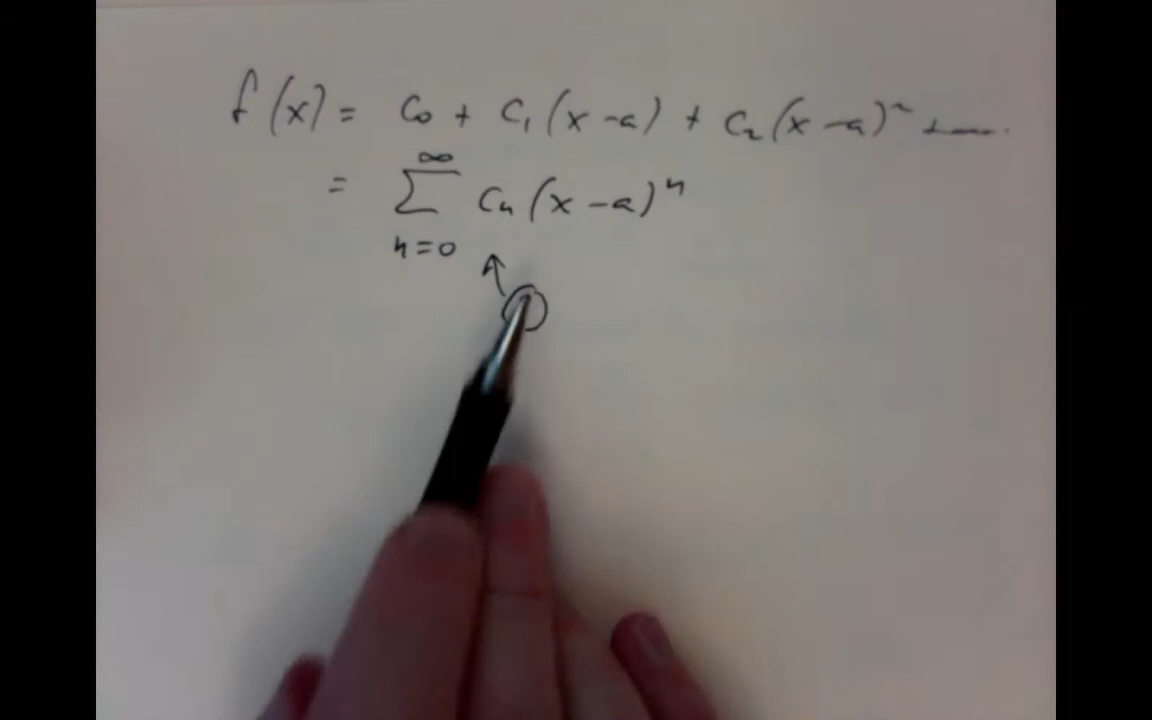 f(x) = c₀ + c₁(x-a) + c₂(x-a)² + ....
= ∑ₙ₌₀^∞ cₙ(x-a)ⁿ